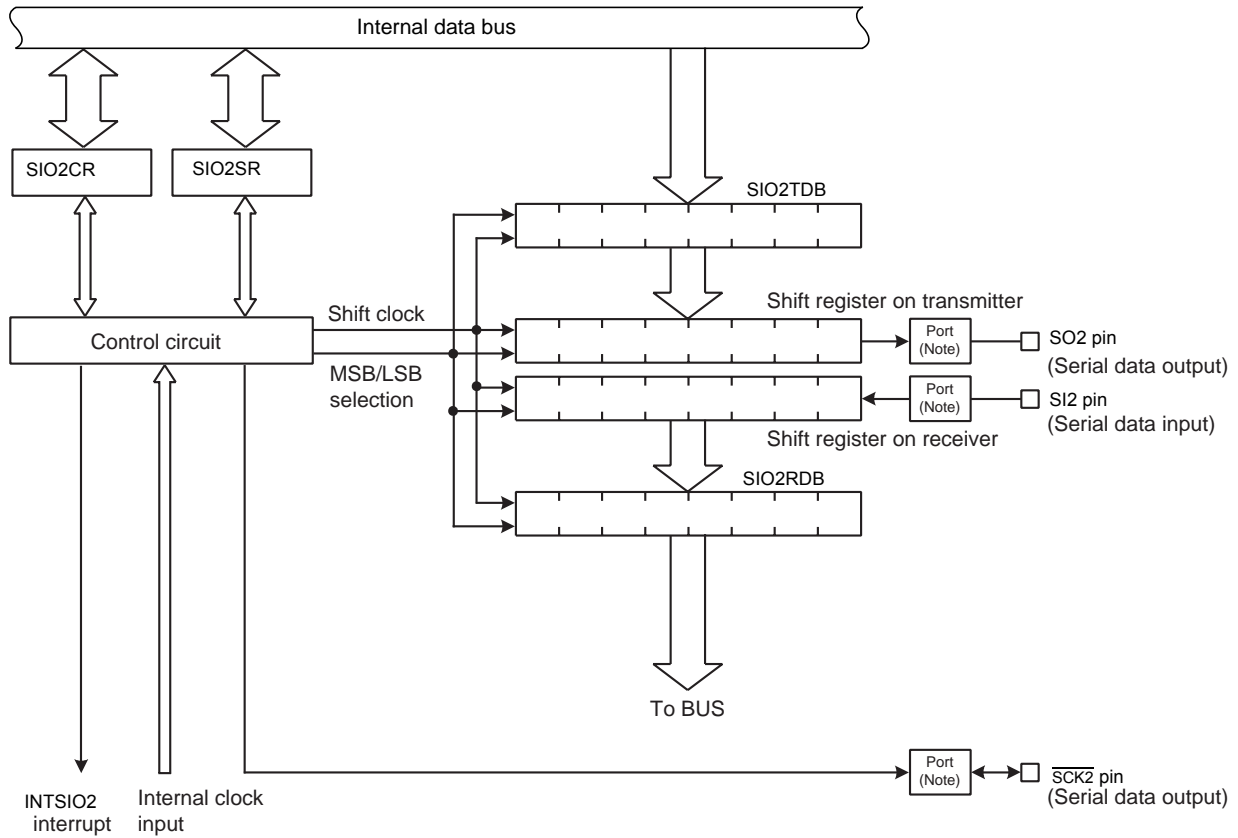 Internal data bus
SIO2CR
SIO2SR
SIO2TDB
Shift clock
Shift register on transmitter
Control circuit
Port
(Note)
SO2 pin
(Serial data output)
MSB/LSB
selection
Port
(Note)
SI2 pin
(Serial data input)
Shift register on receiver
SIO2RDB
To BUS
Port
(Note)
SCK2 pin
(Serial data output)
INTSIO2
interrupt
Internal clock
input